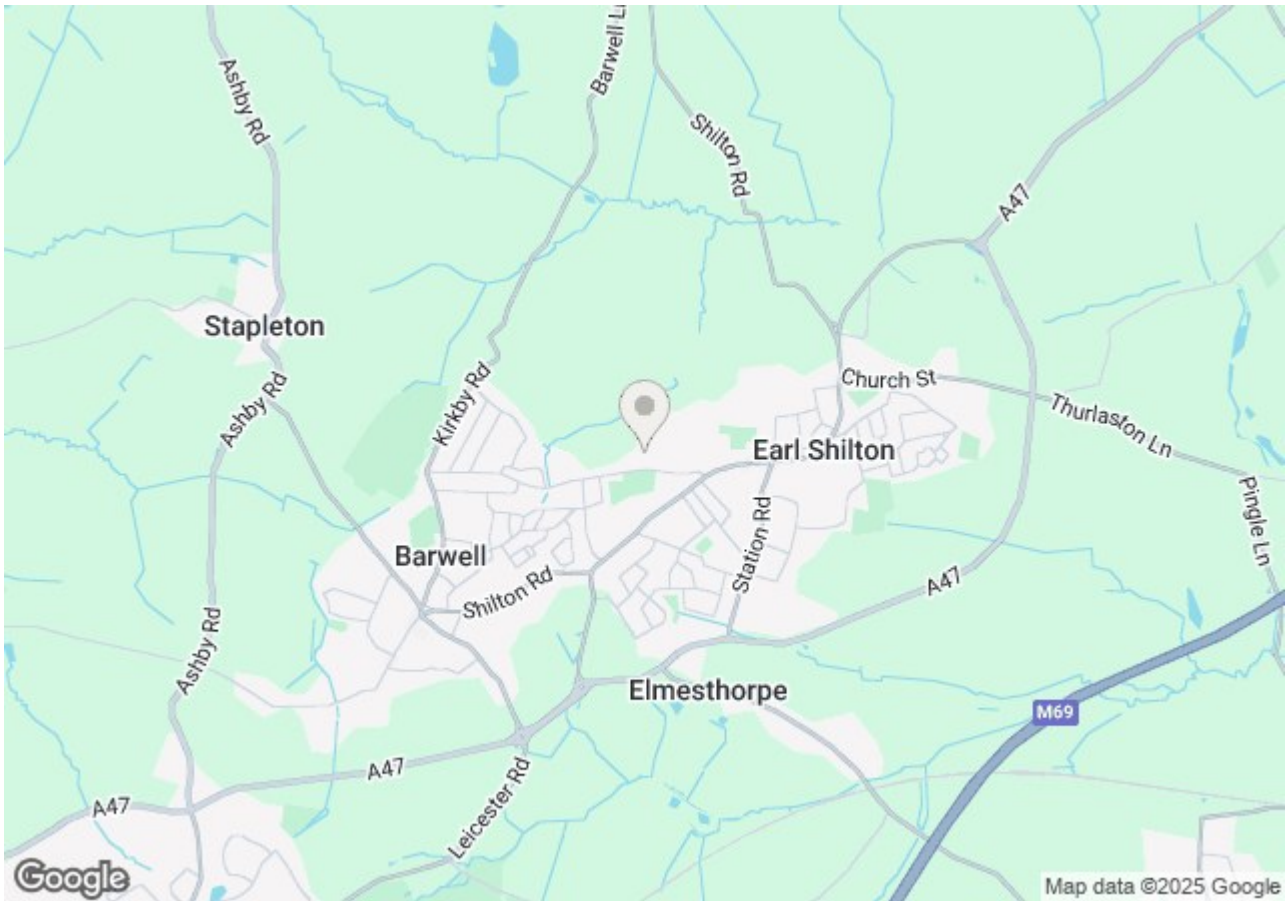 Barwell Ln
Ashby Rd
Shilton Rd
A47
Stapleton
Kirkby Rd
Church St
Ashby Rd
Thurlaston Ln
Earl Shilton
Pingle Ln
Station Rd
Barwell
Shilton Rd
A47
Ashby Rd
Elmesthorpe
M69
A47
A47
Leicester Rd
Google
Map data ©2025 Google